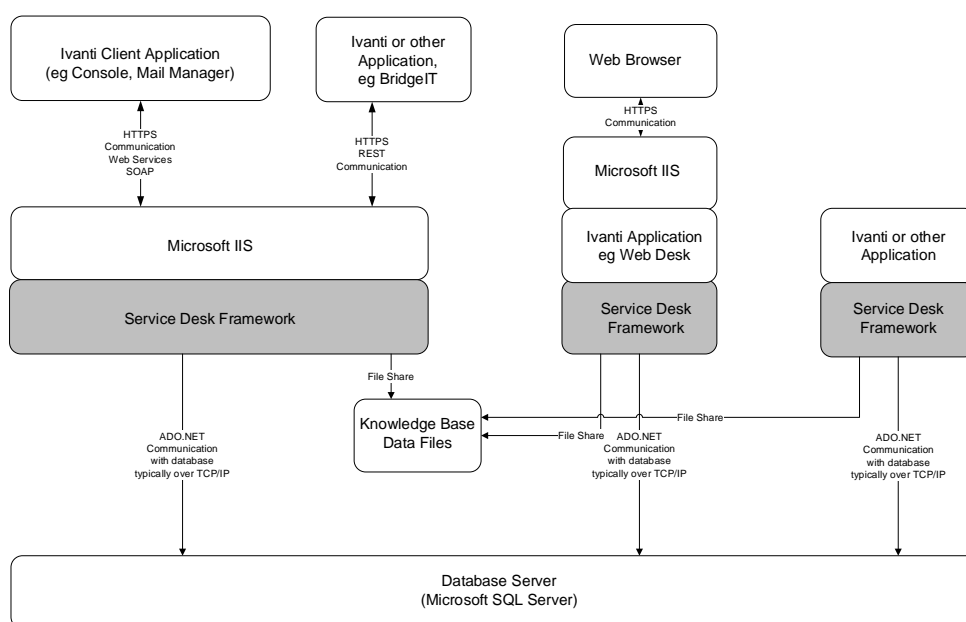 Ivanti Client Application
(eg Console, Mail Manager)
Ivanti or other
Application,
eg BridgeIT
Web Browser
HTTPS
Communication
Web Services
SOAP
HTTPS
REST
Communication
HTTPS
Communication
Microsoft IIS
Microsoft IIS
Ivanti Application
eg Web Desk
Ivanti or other
Application
Service Desk Framework
Service Desk
Framework
Service Desk
Framework
File Share
Knowledge Base
Data Files
File Share
File Share
ADO.NET
Communication
with database
typically over TCP/IP
ADO.NET
Communication
with database
typically over TCP/IP
ADO.NET
Communication
with database
typically over TCP/IP
Database Server
(Microsoft SQL Server)